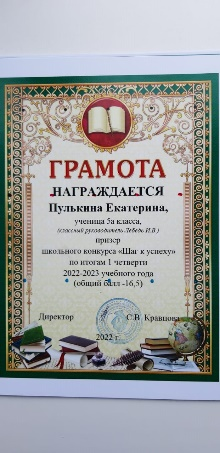 ГРАМОТА
НАГРАЖДАЕТСЯ
Пулькина Екатерина,
ученица 5а класса,
(классный руководитель Лебедь И.В.)
призер
школьного конкурса «Шаг к успеху»
по итогам 1 четверти
2022-2023 учебного года
(общий балл -16,5)
Директор С.В. Кравцова
2022 г.